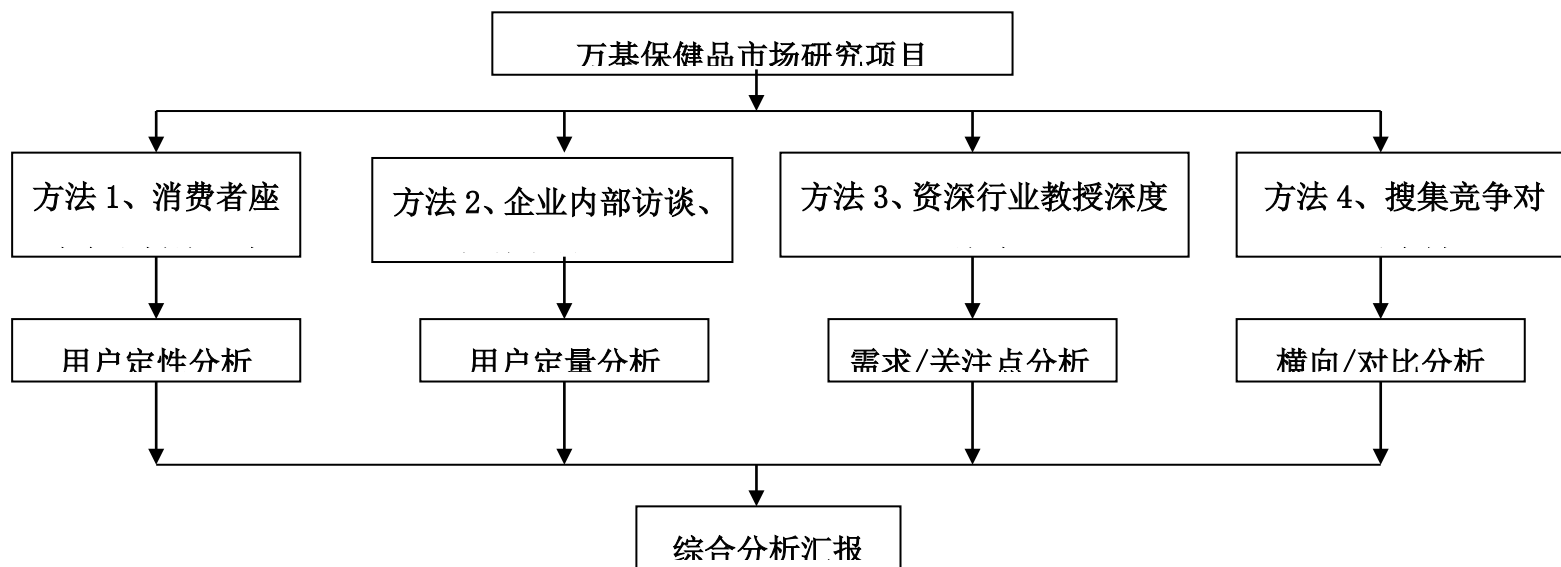 万基保健品市场研究项目
方法 1、消费者座
方法 2、企业内部访谈、
方法 3、资深行业教授深度
方法 4、搜集竞争对
用户定性分析
用户定量分析
需求/关注点分析
横向/对比分析
综合分析汇报